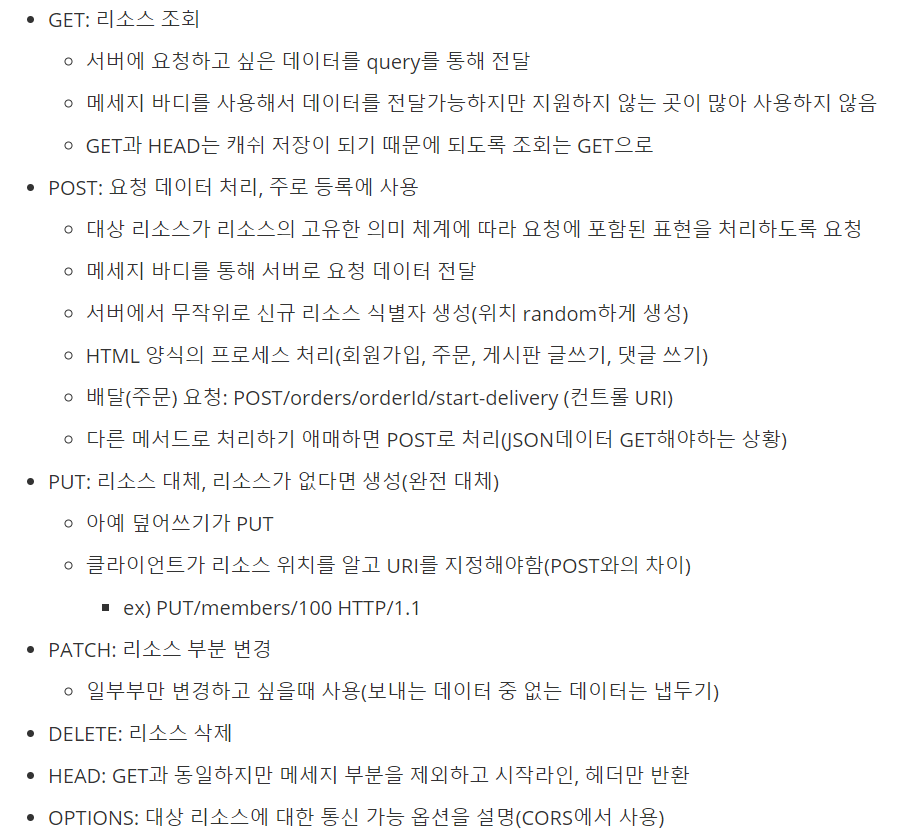 GET: 리소스 조회
서버에 요청하고 싶은 데이터를 query를 통해 전달
메세지 바디를 사용해서 데이터를 전달가능하지만 지원하지 않는 곳이 많아 사용하지 않음
GET과 HEAD는 캐쉬 저장이 되기 때문에 되도록 조회는 GET으로
POST: 요청 데이터 처리, 주로 등록에 사용
대상 리소스가 리소스의 고유한 의미 체계에 따라 요청에 포함된 표현을 처리하도록 요청
메세지 바디를 통해 서버로 요청 데이터 전달
서버에서 무작위로 신규 리소스 식별자 생성(위치 random하게 생성)
HTML 양식의 프로세스 처리(회원가입, 주문, 게시판 글쓰기, 댓글 쓰기)
배달(주문) 요청: POST/orders/orderId/start-delivery (컨트롤 URI)
다른 메서드로 처리하기 애매하면 POST로 처리(JSON데이터 GET해야하는 상황)
PUT: 리소스 대체, 리소스가 없다면 생성(완전 대체)
아예 덮어쓰기가 PUT
클라이언트가 리소스 위치를 알고 URI를 지정해야함(POST와의 차이)
ex) PUT/members/100 HTTP/1.1
PATCH: 리소스 부분 변경
일부부만 변경하고 싶을때 사용(보내는 데이터 중 없는 데이터는 냅두기)
DELETE: 리소스 삭제
HEAD: GET과 동일하지만 메세지 부분을 제외하고 시작라인, 헤더만 반환
OPTIONS: 대상 리소스에 대한 통신 가능 옵션을 설명(CORS에서 사용)